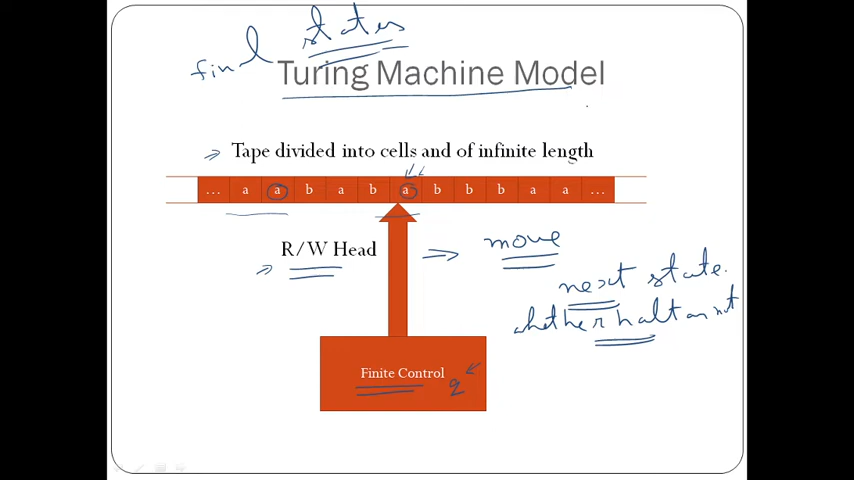 final states
Turing Machine Model
Tape divided into cells and of infinite length
... a a b a b a b b b a a ...
R/W Head
move
next state.
whether halt or not
Finite Control
q